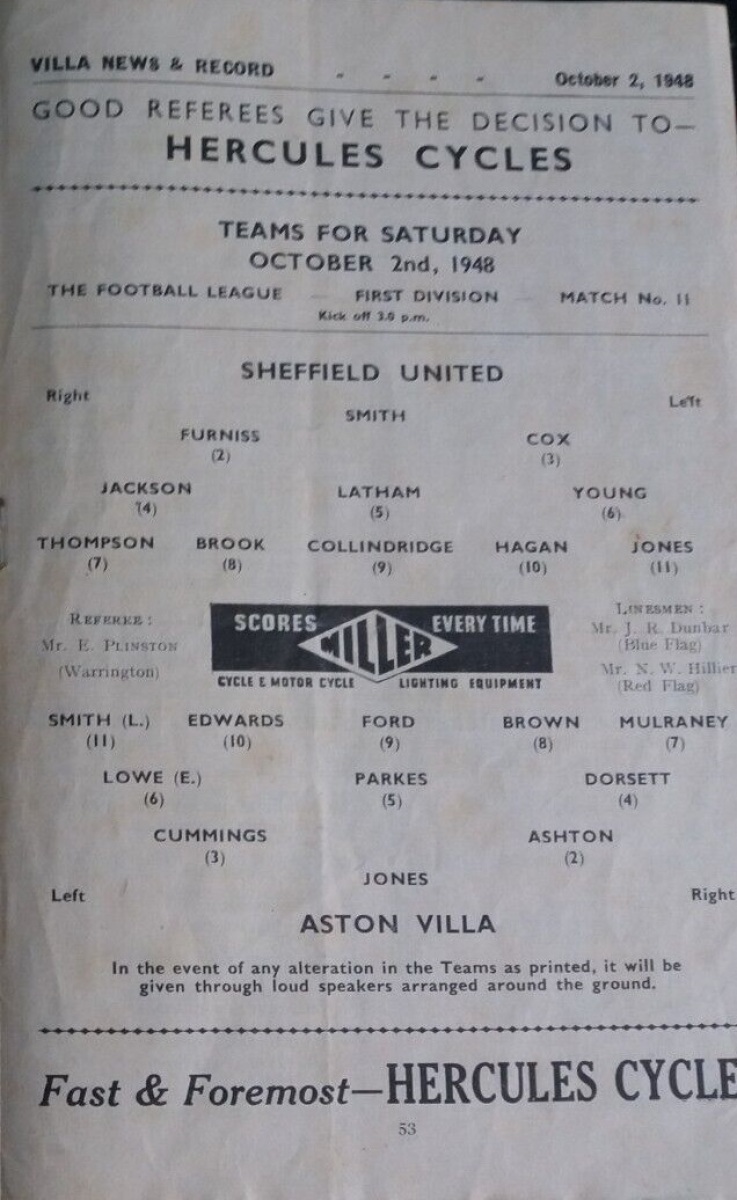 VILLA NEWS & RECORD - - - - October 2, 1948
GOOD REFEREES GIVE THE DECISION TO—
HERCULES CYCLES
TEAMS FOR SATURDAY
OCTOBER 2nd, 1948
THE FOOTBALL LEAGUE — FIRST DIVISION — MATCH No. 11
Kick off 3.0 p.m.
SHEFFIELD UNITED
Right Left
SMITH
FURNISS COX
(2) (3)
JACKSON LATHAM YOUNG
(4) (5) (6)
THOMPSON BROOK COLLINDRIDGE HAGAN JONES
(7) (8) (9) (10) (11)
REFEREE :
Mr. E. PLINSTON
(Warrington)
SCORES MILLER EVERY TIME
CYCLE & MOTOR CYCLE LIGHTING EQUIPMENT
LINESMEN :
Mr. J. R. Dunbar
(Blue Flag)
Mr. N. W. Hillier
(Red Flag)
SMITH (L.) EDWARDS FORD BROWN MULRANEY
(11) (10) (9) (8) (7)
LOWE (E.) PARKES DORSETT
(6) (5) (4)
CUMMINGS ASHTON
(3) (2)
JONES
Left Right
ASTON VILLA
In the event of any alteration in the Teams as printed, it will be
given through loud speakers arranged around the ground.
Fast & Foremost—HERCULES CYCLE
53